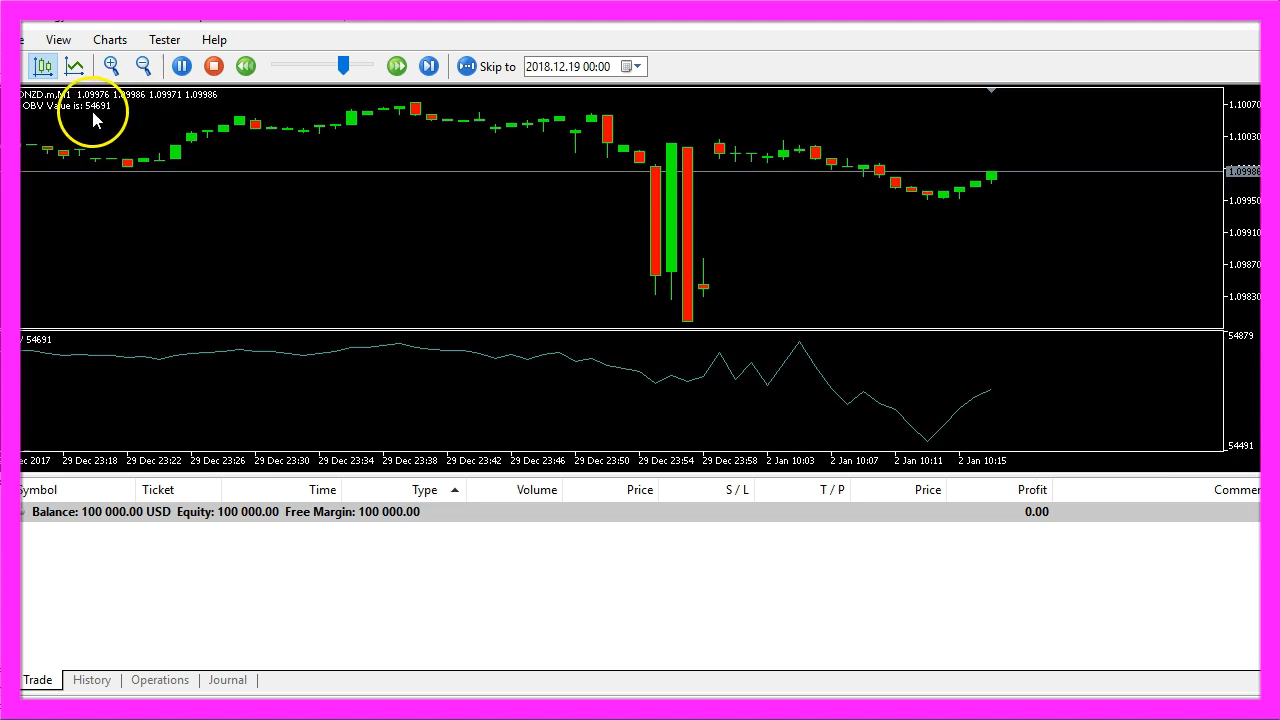 View Charts Tester Help
Skip to 2018.12.19 00:00
DNZD.m,M1 1.09976 1.09986 1.09971 1.09986
OBV Value is: 54691
1.10070
1.10030
1.09986
1.09950
1.09910
1.09870
1.09830
54691
54879
54491
ec 2017 29 Dec 23:18 29 Dec 23:22 29 Dec 23:26 29 Dec 23:30 29 Dec 23:34 29 Dec 23:38 29 Dec 23:42 29 Dec 23:46 29 Dec 23:50 29 Dec 23:54 29 Dec 23:58 2 Jan 10:03 2 Jan 10:07 2 Jan 10:11 2 Jan 10:15
Symbol Ticket Time Type Volume Price S / L T / P Price Profit Commer
Balance: 100 000.00 USD Equity: 100 000.00 Free Margin: 100 000.00 0.00
Trade History Operations Journal